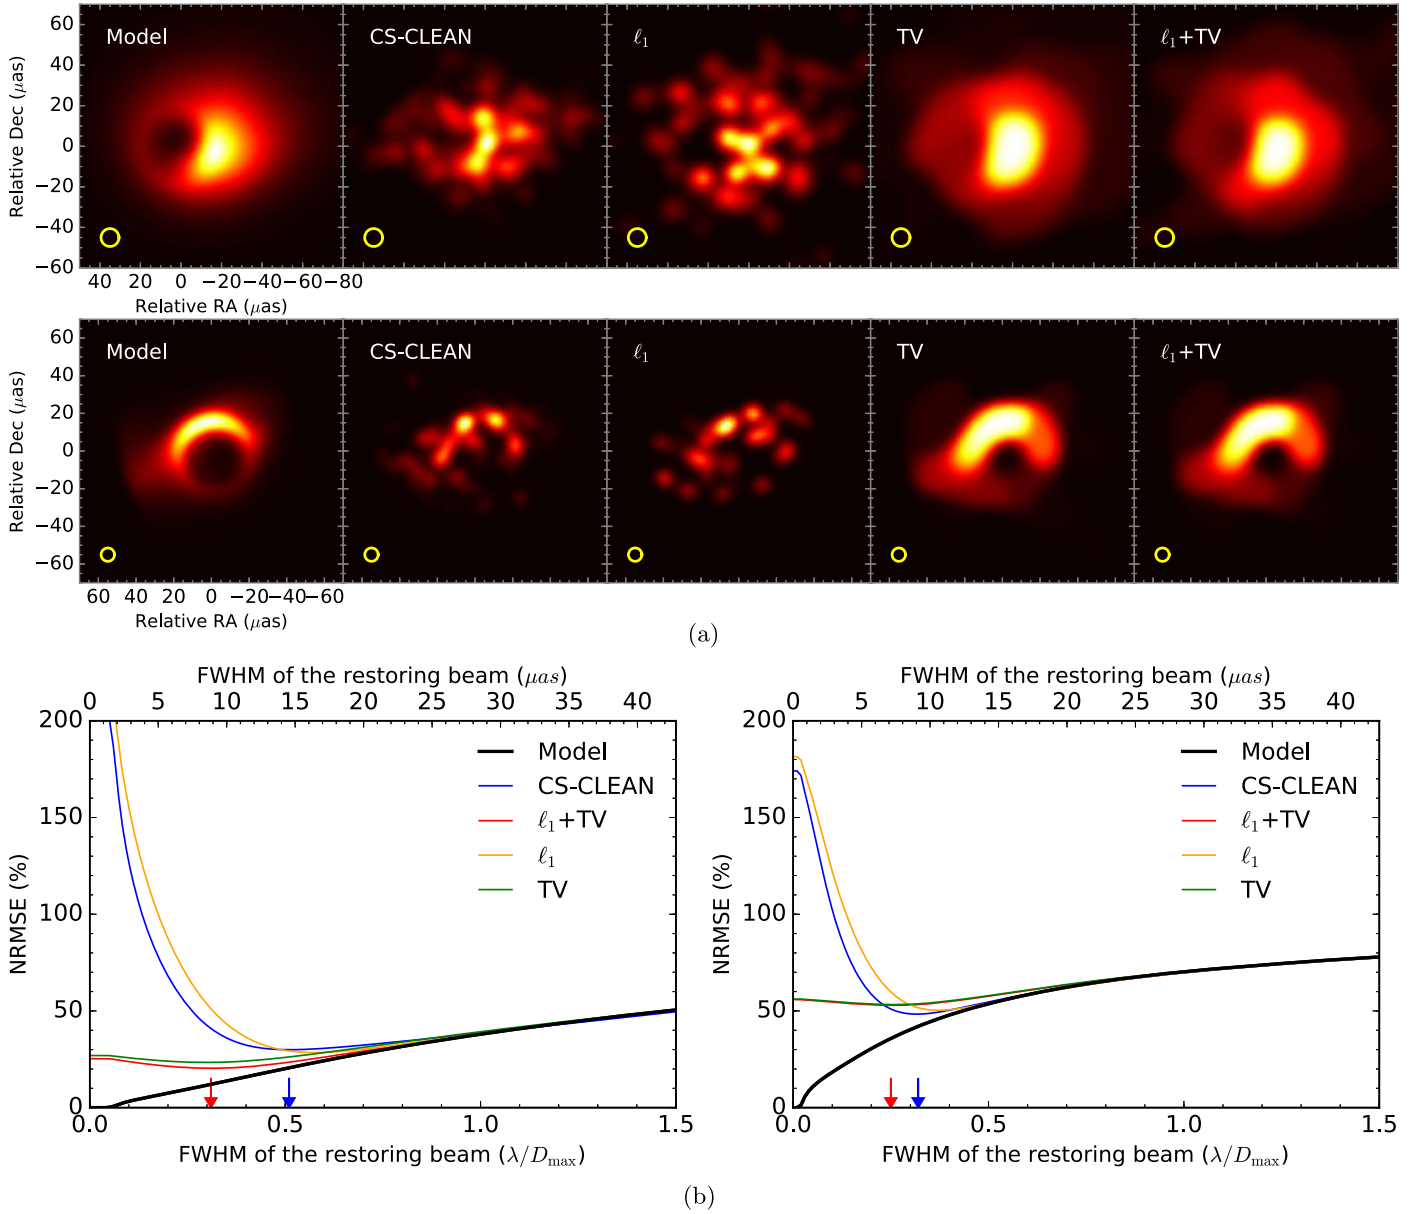 Model CS-CLEAN ℓ₁ TV ℓ₁+TV
Relative Dec (μas)
60
40
20
0
−20
−40
−60
40 20 0 −20 −40 −60 −80
Relative RA (μas)
Model CS-CLEAN ℓ₁ TV ℓ₁+TV
Relative Dec (μas)
60
40
20
0
−20
−40
−60
60 40 20 0 −20 −40 −60
Relative RA (μas)
(a)
FWHM of the restoring beam (μas)
0 5 10 15 20 25 30 35 40
200
150
100
50
0
NRMSE (%)
Model
CS-CLEAN
ℓ₁+TV
ℓ₁
TV
0.0 0.5 1.0 1.5
FWHM of the restoring beam (λ/D_max)
FWHM of the restoring beam (μas)
0 5 10 15 20 25 30 35 40
200
150
100
50
0
NRMSE (%)
Model
CS-CLEAN
ℓ₁+TV
ℓ₁
TV
0.0 0.5 1.0 1.5
FWHM of the restoring beam (λ/D_max)
(b)